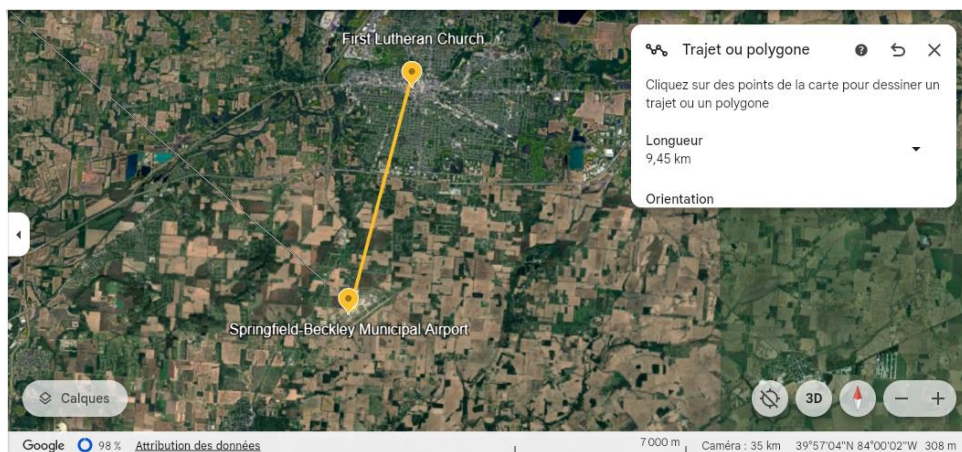 First Lutheran Church
Springfield-Beckley Municipal Airport
Trajet ou polygone
Cliquez sur des points de la carte pour dessiner un
trajet ou un polygone
Longueur
9,45 km
Orientation
Calques
3D
Google 98 % Attribution des données 7 000 m Caméra : 35 km 39°57'04"N 84°00'02"W 308 m